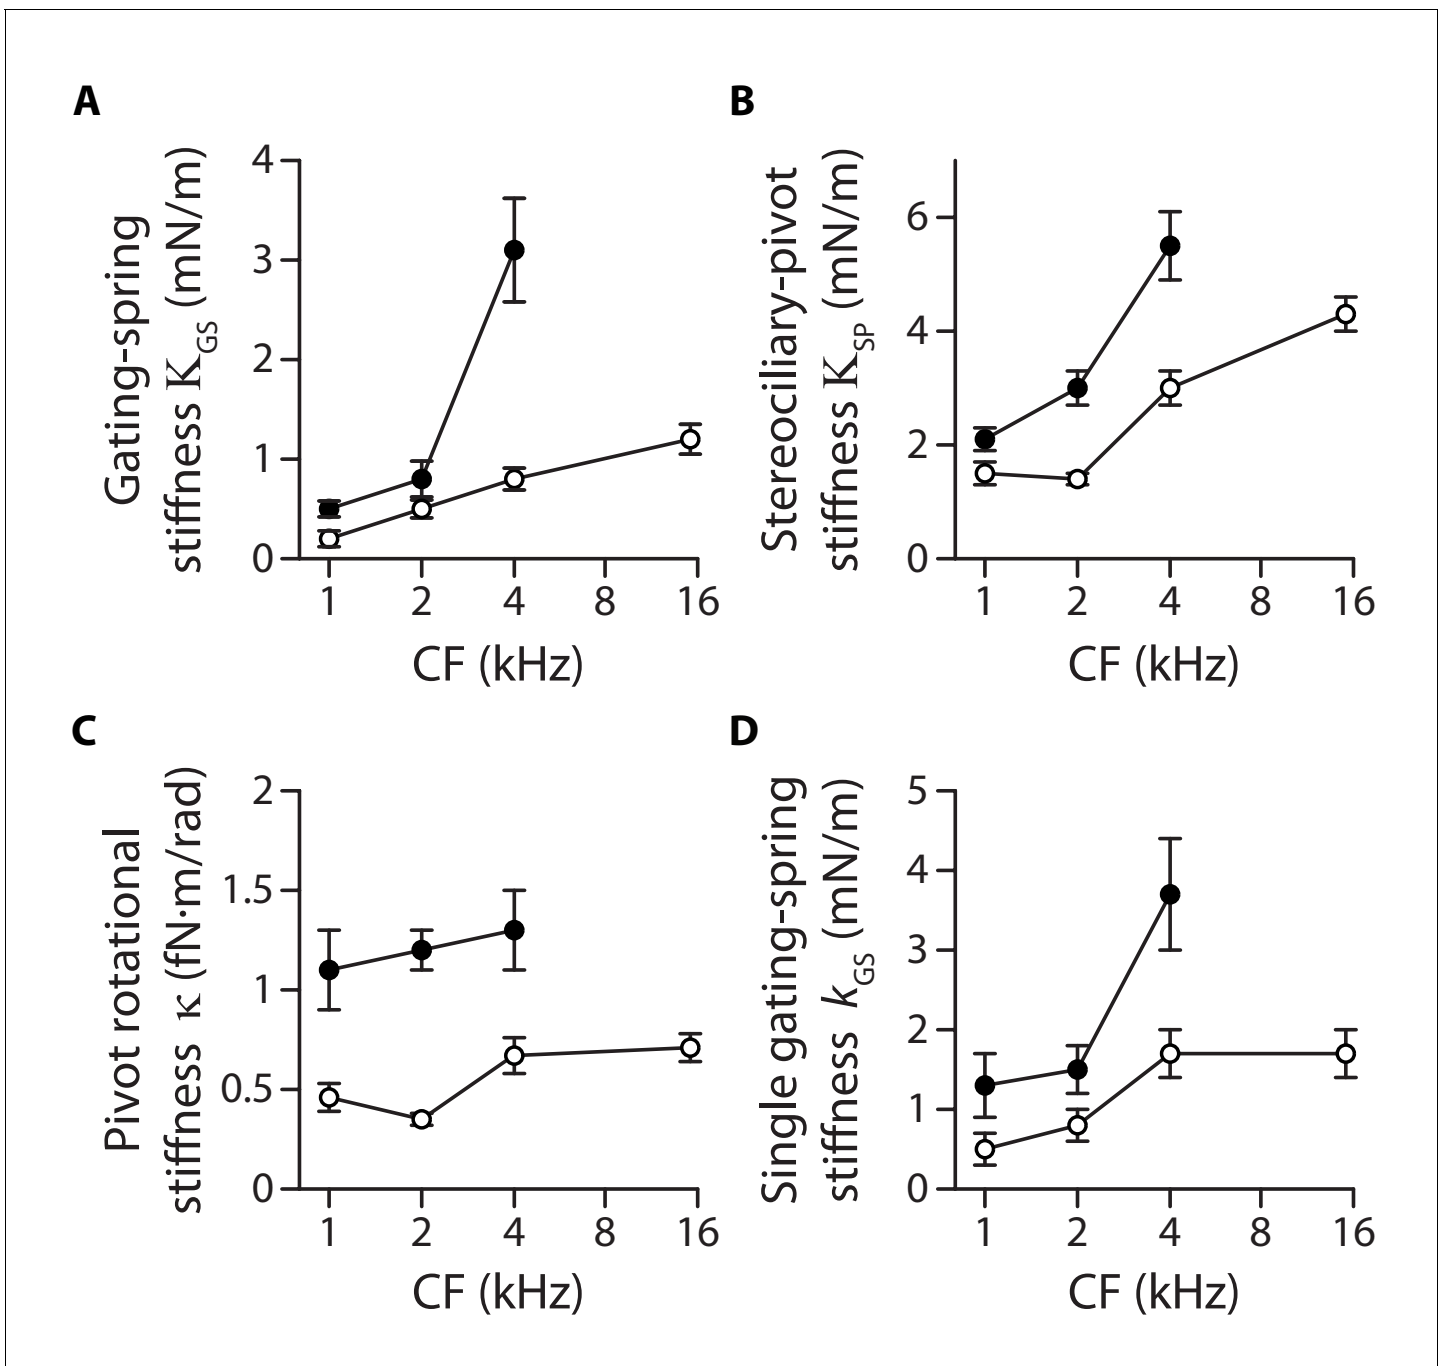 A
Gating-spring
stiffness K_GS (mN/m)
4
3
2
1
0
1 2 4 8 16
CF (kHz)
B
Stereociliary-pivot
stiffness K_SP (mN/m)
6
4
2
0
1 2 4 8 16
CF (kHz)
C
Pivot rotational
stiffness κ (fN·m/rad)
2
1.5
1
0.5
0
1 2 4 8 16
CF (kHz)
D
Single gating-spring
stiffness k_GS (mN/m)
5
4
3
2
1
0
1 2 4 8 16
CF (kHz)